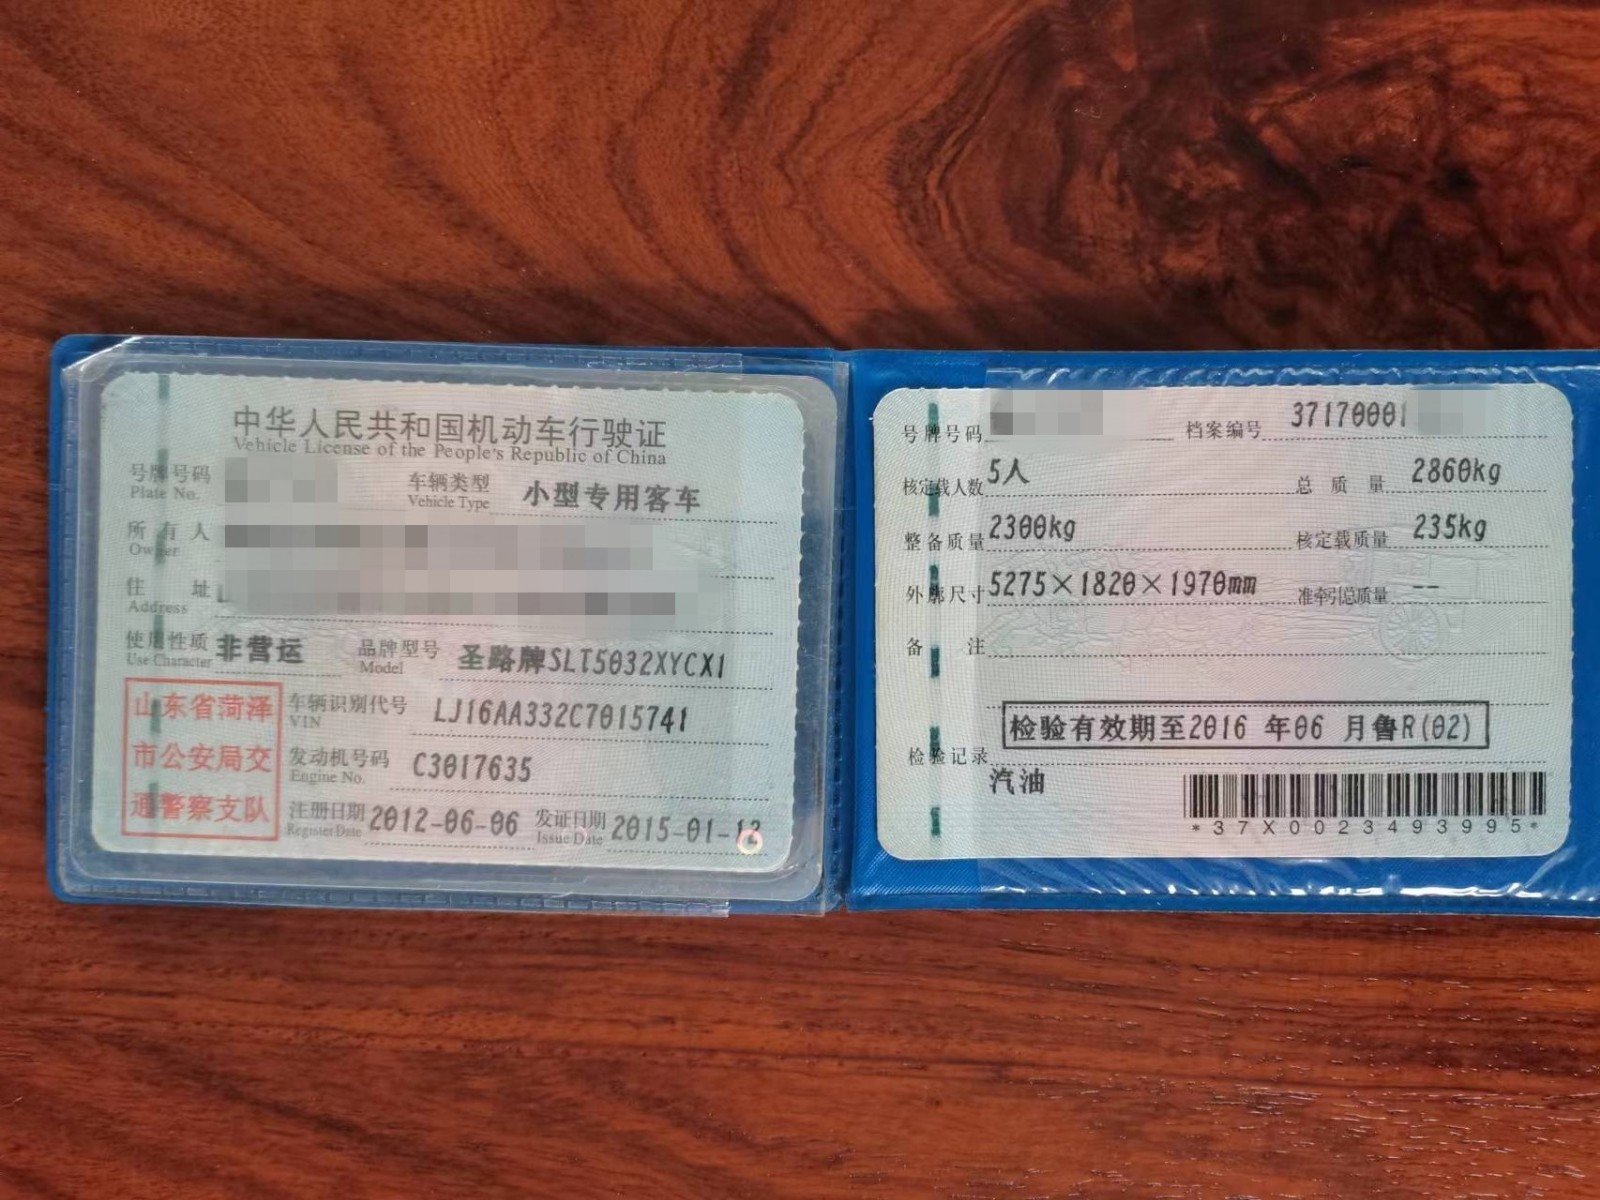 中华人民共和国机动车行驶证
Vehicle License of the People's Republic of China
号牌号码
Plate No.
车辆类型 小型专用客车
Vehicle Type
所有人
Owner
住址
Address
使用性质 非营运
Use Character
品牌型号 圣路牌SLT5032XYCX1
Model
山东省菏泽
市公安局交
通警察支队
车辆识别代号 LJ16AA332C7015741
VIN
发动机号码 C3017635
Engine No.
注册日期 2012-06-06
Register Date
发证日期 2015-01-
Issue Date
号牌号码 档案编号 37170001
核定载人数 5人 总质量 2860kg
整备质量 2300kg 核定载质量 235kg
外廓尺寸 5275×1820×1970mm 准牵引总质量 --
备注
检验有效期至2016 年06 月鲁R(02)
检验记录
汽油
*37X0023493995*